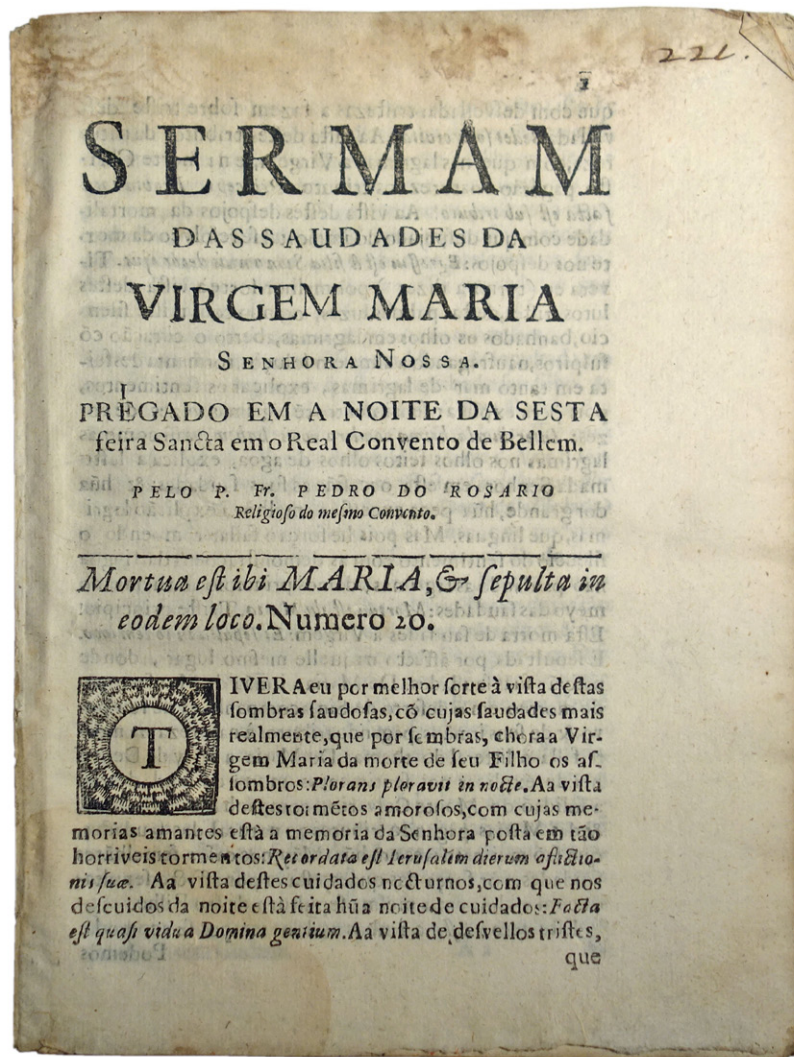 221.
1
SERMAM
DAS SAUDADES DA
VIRGEM MARIA
SENHORA NOSSA.
PRÈGADO EM A NOITE DA SESTA
feira Sancta em o Real Convento de Bellem.
PELO P. Fr. PEDRO DO ROSARIO
Religioſo do meſmo Convento.
Mortua eſt ibi MARIA, & ſepulta in
eodem loco. Numero 20.
TIVERA eu por melhor ſorte à viſta deſtas
ſombras ſaudoſas, cõ cujas ſaudades mais
realmente, que por ſombras, chora a Vir-
gem Maria da morte de ſeu Filho os aſ-
ſombros: Plorans ploravit in nocte. Aa viſta
deſtes tormẽtos amoroſos, com cujas me-
morias amantes eſtà a memoria da Senhora poſta em tão
horriveis tormentos: Recordata eſt Ieruſalim dierum afflictio-
nis ſuæ. Aa viſta deſtes cuidados nocturnos, com que nos
deſcuidos da noite eſtà feita hũa noite de cuidados: Facta
eſt quaſi vidua Domina gentium. Aa viſta de deſvellos triſtes,
que